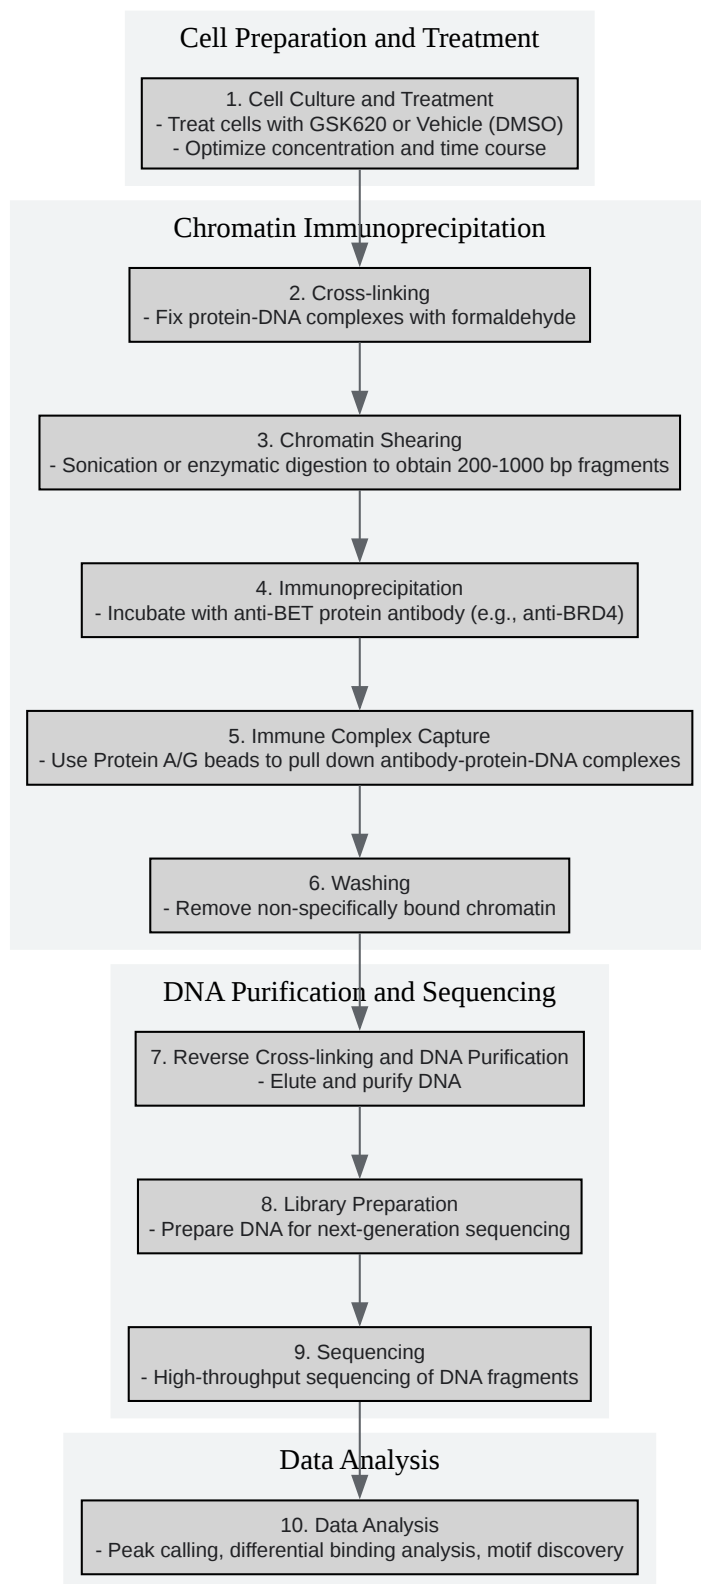 Cell Preparation and Treatment
1. Cell Culture and Treatment
- Treat cells with GSK620 or Vehicle (DMSO)
- Optimize concentration and time course
Chromatin Immunoprecipitation
2. Cross-linking
- Fix protein-DNA complexes with formaldehyde
3. Chromatin Shearing
- Sonication or enzymatic digestion to obtain 200-1000 bp fragments
4. Immunoprecipitation
- Incubate with anti-BET protein antibody (e.g., anti-BRD4)
5. Immune Complex Capture
- Use Protein A/G beads to pull down antibody-protein-DNA complexes
6. Washing
- Remove non-specifically bound chromatin
DNA Purification and Sequencing
7. Reverse Cross-linking and DNA Purification
- Elute and purify DNA
8. Library Preparation
- Prepare DNA for next-generation sequencing
9. Sequencing
- High-throughput sequencing of DNA fragments
Data Analysis
10. Data Analysis
- Peak calling, differential binding analysis, motif discovery